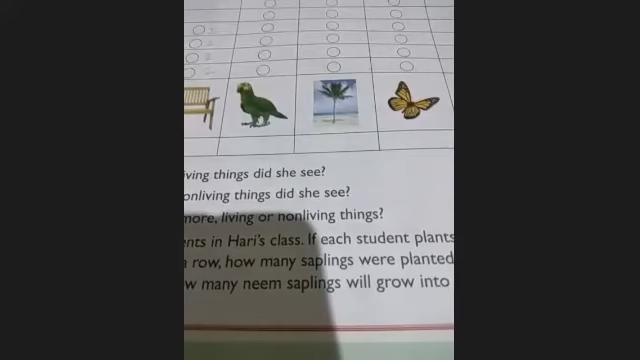 iving things did she see?
onliving things did she see?
more, living or nonliving things?
ents in Hari's class. If each student plants
a row, how many saplings were planted
w many neem saplings will grow into